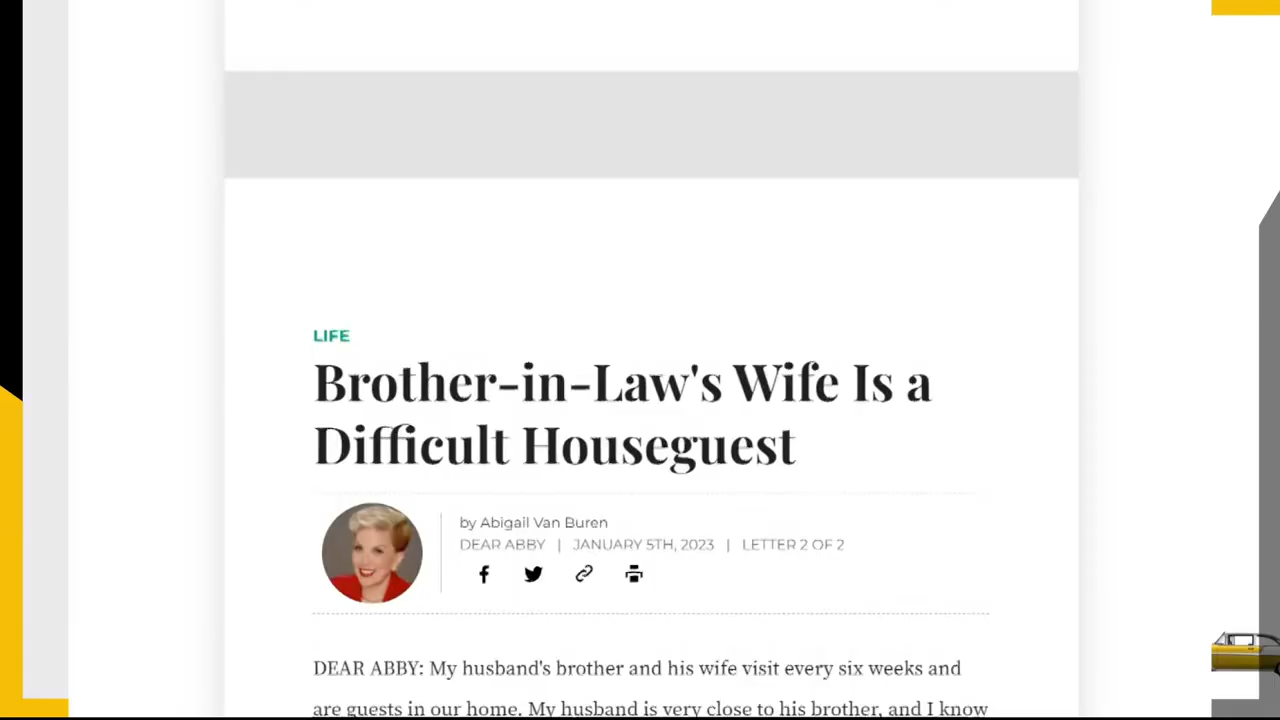 LIFE
Brother-in-Law's Wife Is a
Difficult Houseguest
by Abigail Van Buren
DEAR ABBY | JANUARY 5TH, 2023 | LETTER 2 OF 2
DEAR ABBY: My husband's brother and his wife visit every six weeks and
are guests in our home. My husband is very close to his brother, and I know